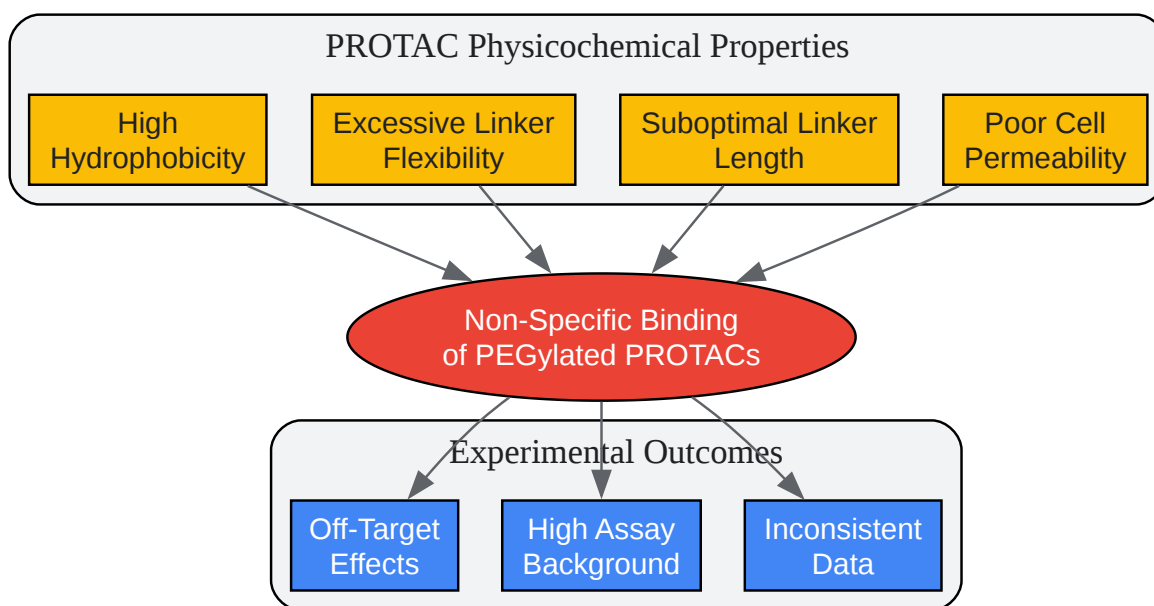 PROTAC Physicochemical Properties
High
Hydrophobicity
Excessive Linker
Flexibility
Suboptimal Linker
Length
Poor Cell
Permeability
Non-Specific Binding
of PEGylated PROTACs
Experimental Outcomes
Off-Target
Effects
High Assay
Background
Inconsistent
Data